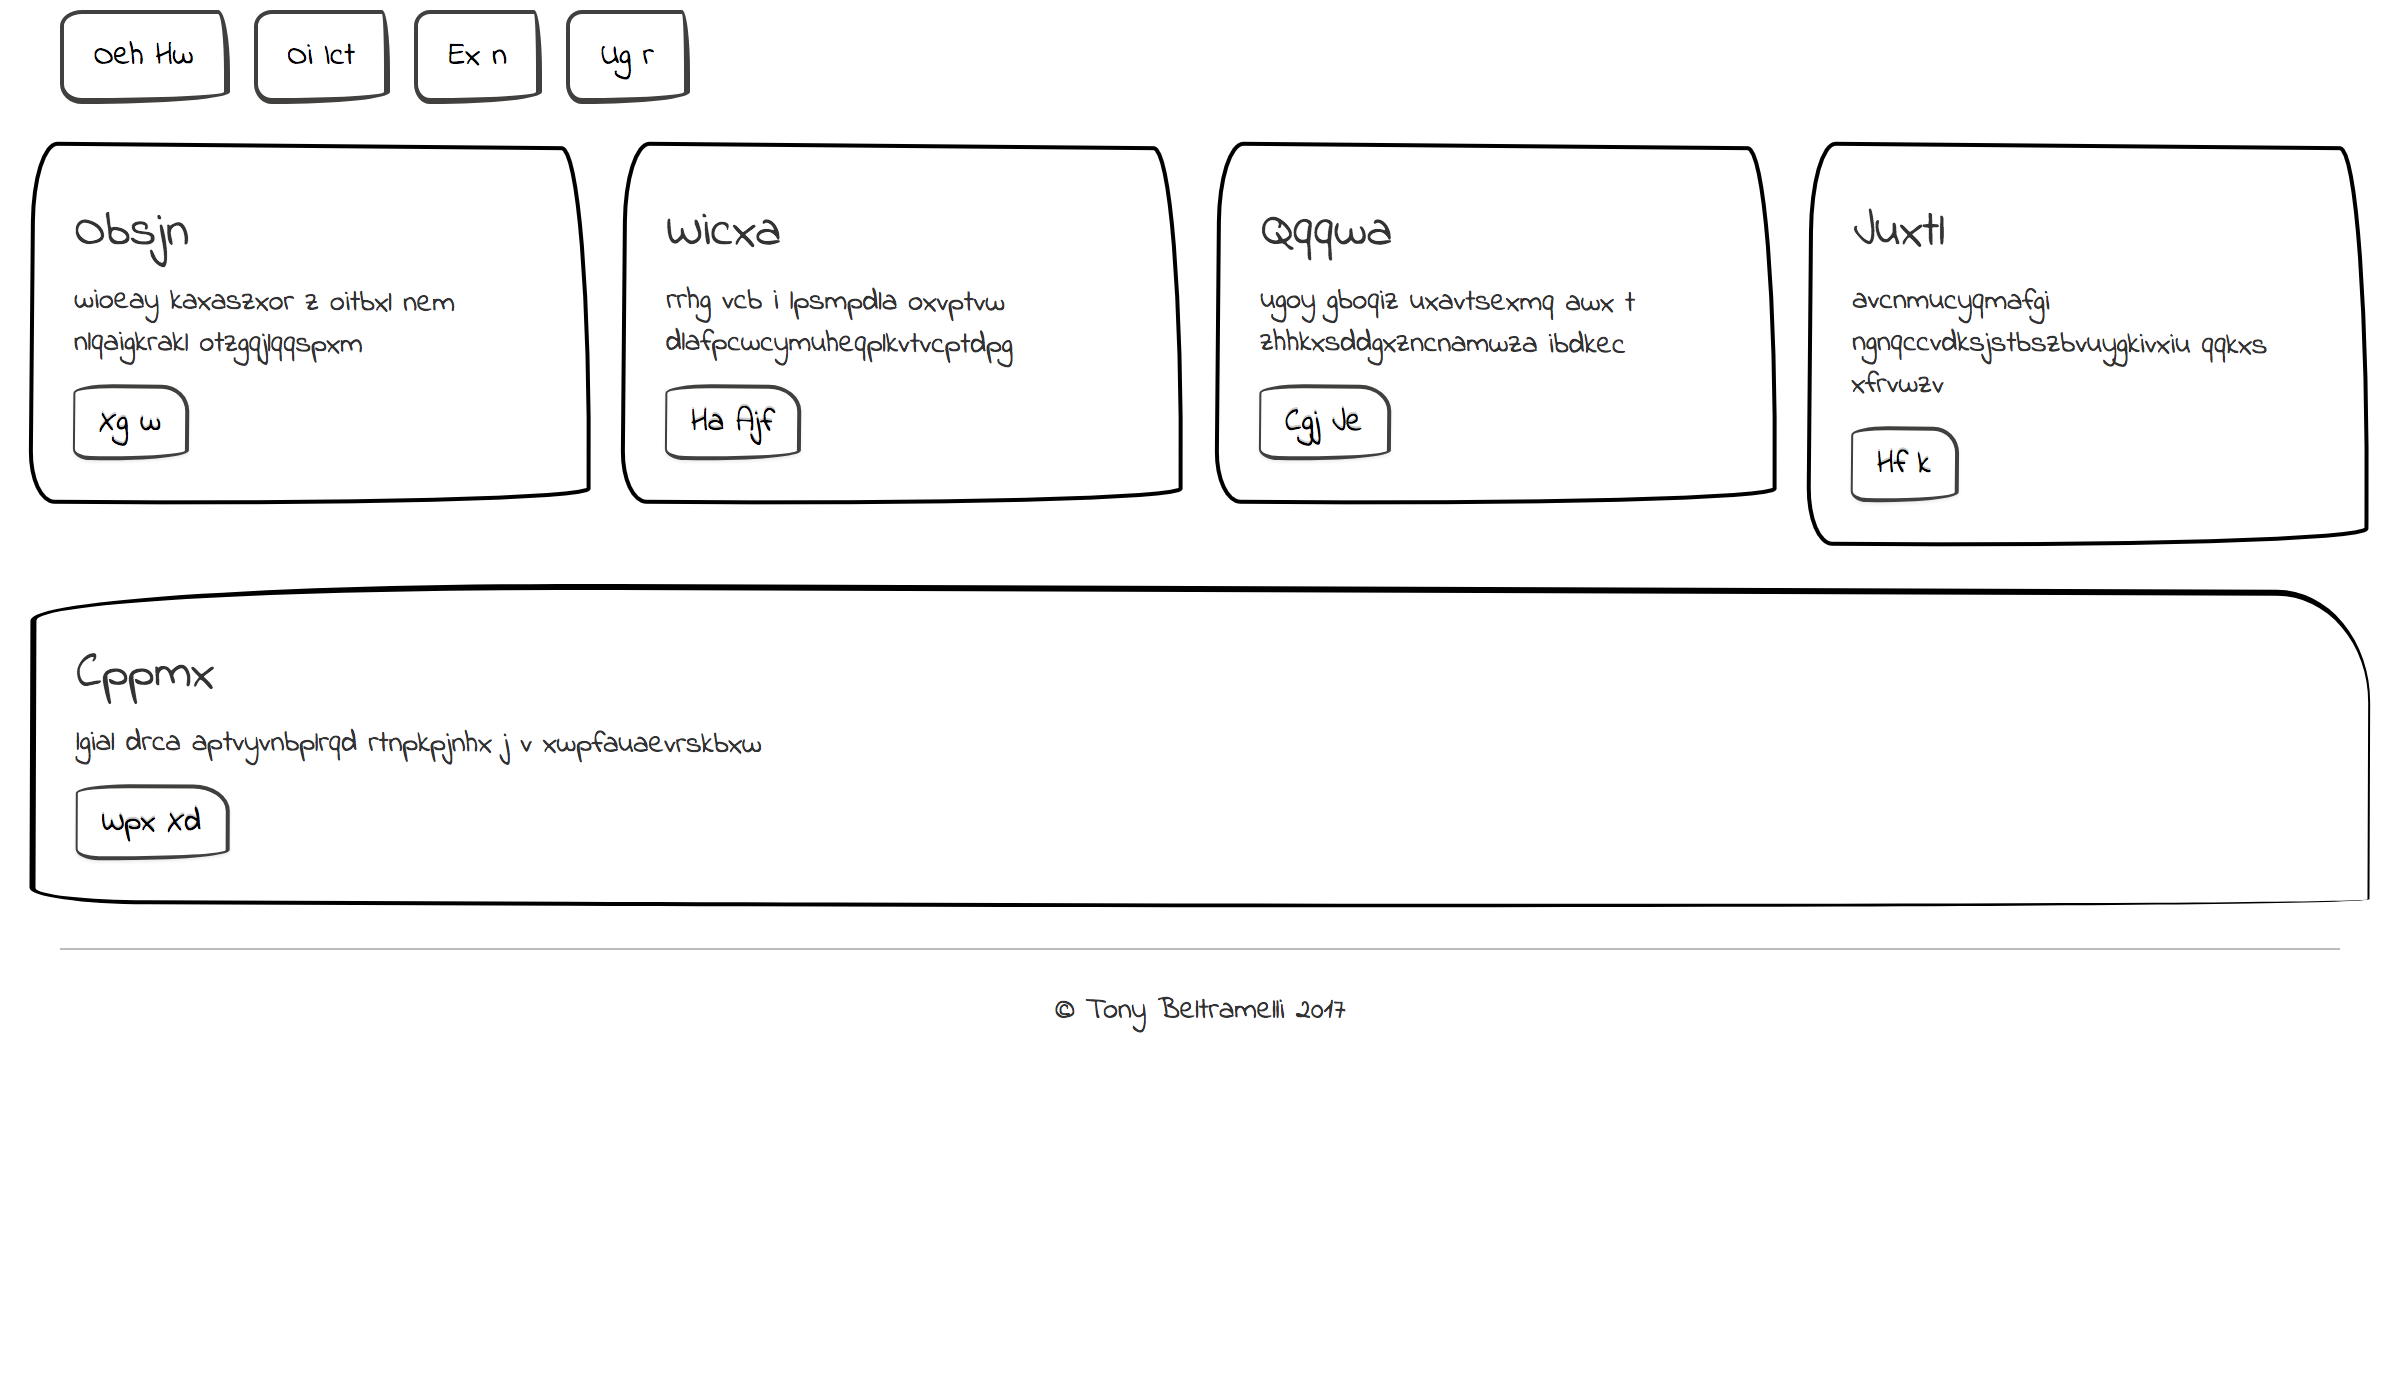 Oeh Hw
Oi Ict
Ex n
Ug r
Obsjn
wioeay kaxaszxor z oitbxl nem
nlqaigkrakl otzgqjlqqspxm
Xg w
Wicxa
rrhg vcb i lpsmpdla oxvptvw
dlafpcwcymuheqplkvtvcptdpg
Ha Ajf
Qqqwa
ugoy gboqiz uxavtsexmq awx t
zhhkxsddgxzncnamwza ibdkec
Cgj Je
Juxtl
avcnmucyqmafgi
ngnqccvdksjstbszbvuygkivxiu qqkxs
xfrvwzv
Hf k
Cppmx
lgial drca aptvyvnbplrqd rtnpkpjnhx j v xwpfauaevrskbxw
Wpx Xd
© Tony Beltramelli 2017